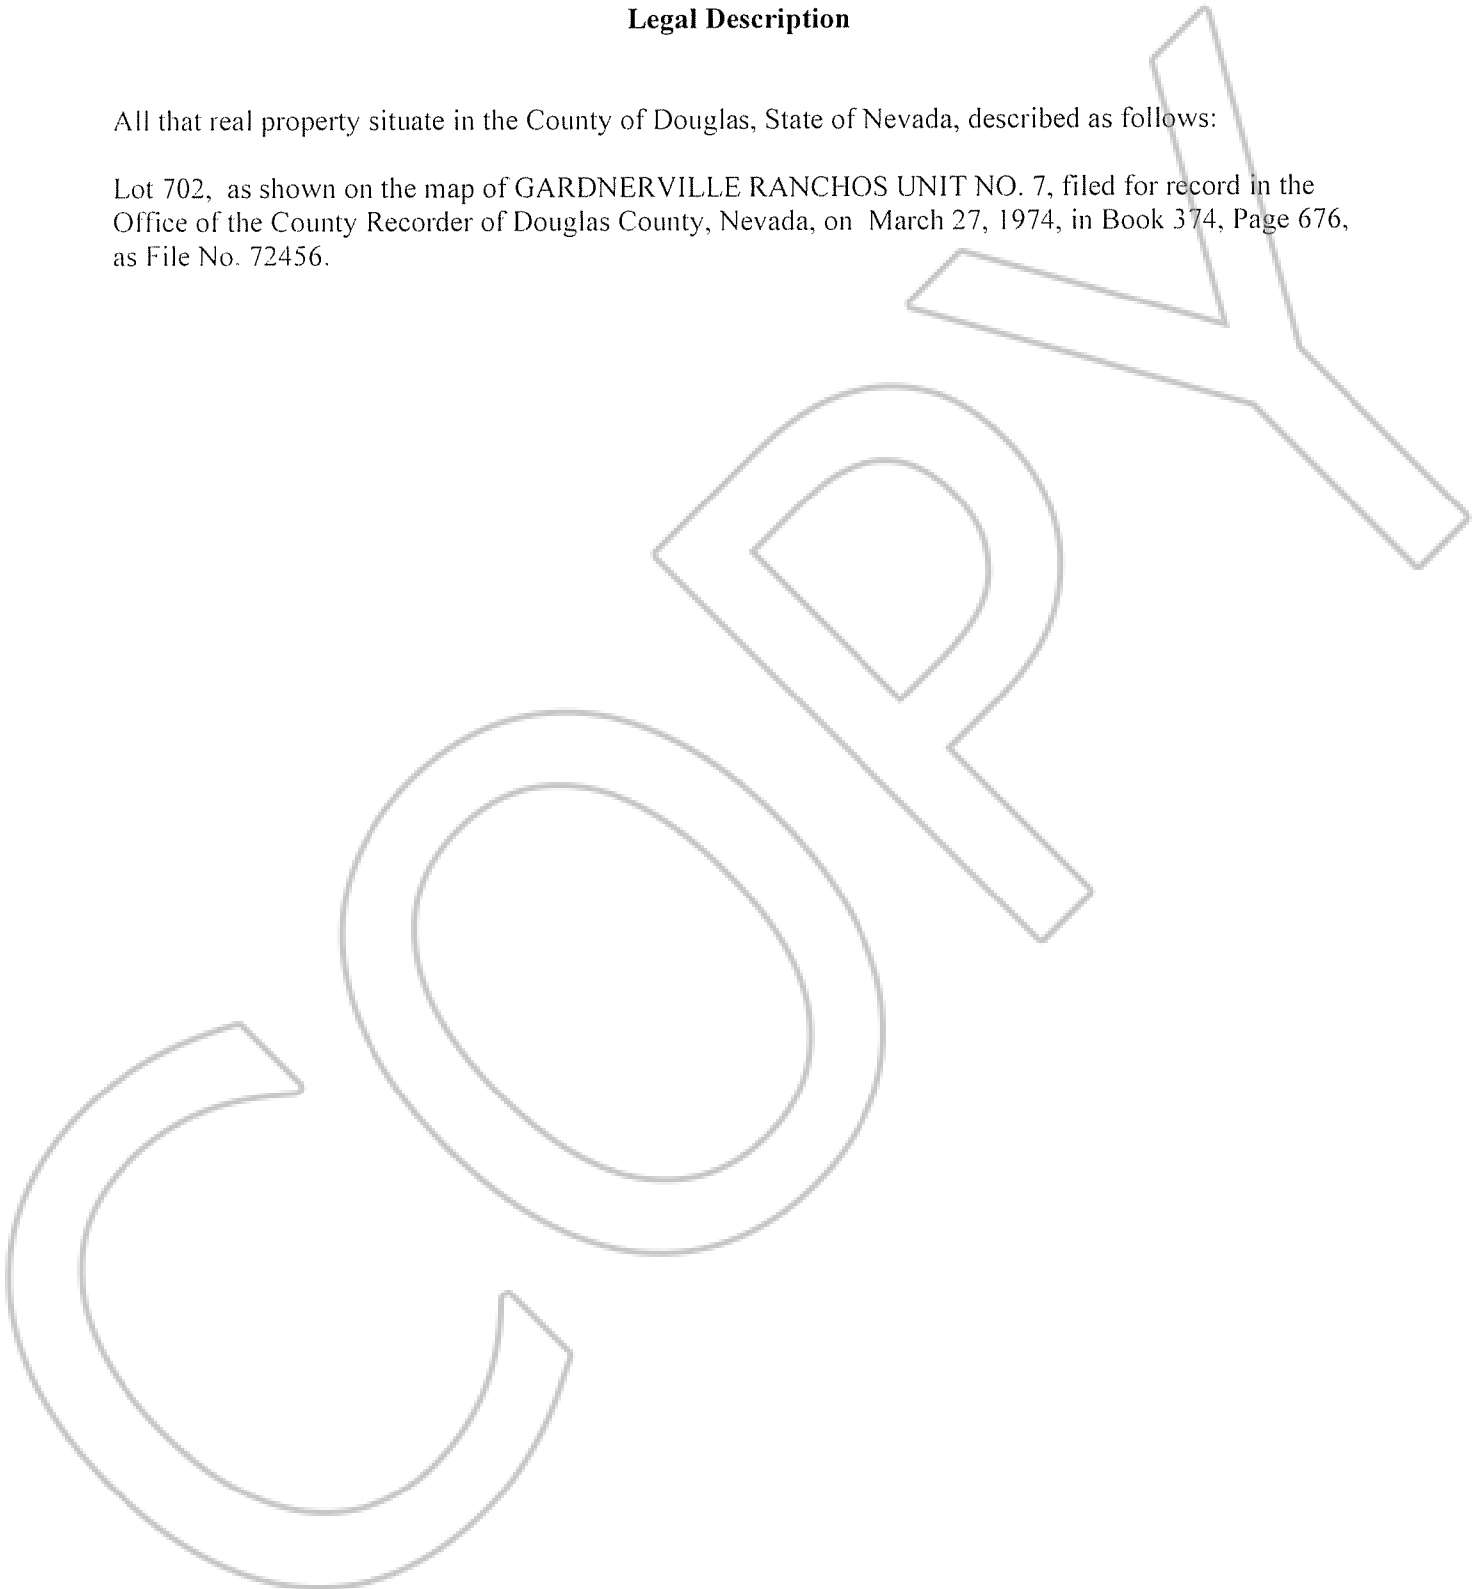 Legal Description
All that real property situate in the County of Douglas, State of Nevada, described as follows:
Lot 702, as shown on the map of GARDNERVILLE RANCHOS UNIT NO. 7, filed for record in the
Office of the County Recorder of Douglas County, Nevada, on March 27, 1974, in Book 374, Page 676,
as File No. 72456.
COPY